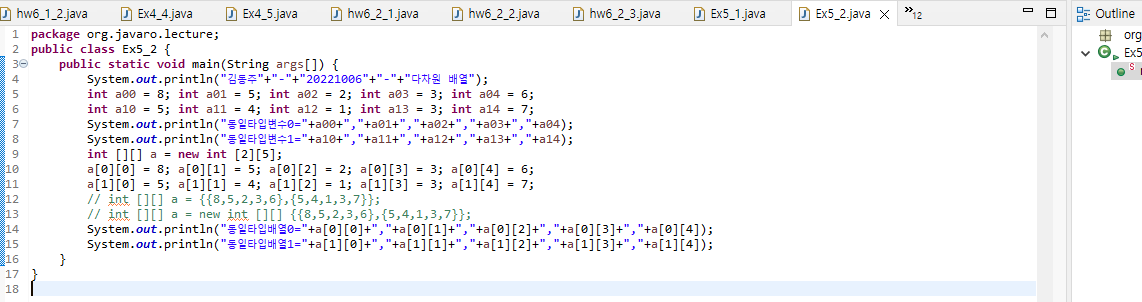 hw6_1_2.java Ex4_4.java Ex4_5.java hw6_2_1.java hw6_2_2.java hw6_2_3.java Ex5_1.java Ex5_2.java 12 Outline
1 package org.javaro.lecture;
2 public class Ex5_2 {
3 public static void main(String args[]) {
4 System.out.println("김동주"+"-"+"20221006"+"-"+"다차원 배열");
5 int a00 = 8; int a01 = 5; int a02 = 2; int a03 = 3; int a04 = 6;
6 int a10 = 5; int a11 = 4; int a12 = 1; int a13 = 3; int a14 = 7;
7 System.out.println("동일타입변수0="+a00+","+a01+","+a02+","+a03+","+a04);
8 System.out.println("동일타입변수1="+a10+","+a11+","+a12+","+a13+","+a14);
9 int [][] a = new int [2][5];
10 a[0][0] = 8; a[0][1] = 5; a[0][2] = 2; a[0][3] = 3; a[0][4] = 6;
11 a[1][0] = 5; a[1][1] = 4; a[1][2] = 1; a[1][3] = 3; a[1][4] = 7;
12 // int [][] a = {{8,5,2,3,6},{5,4,1,3,7}};
13 // int [][] a = new int [][] {{8,5,2,3,6},{5,4,1,3,7}};
14 System.out.println("동일타입배열0="+a[0][0]+","+a[0][1]+","+a[0][2]+","+a[0][3]+","+a[0][4]);
15 System.out.println("동일타입배열1="+a[1][0]+","+a[1][1]+","+a[1][2]+","+a[1][3]+","+a[1][4]);
16 }
17 }
18
org
Ex5
S